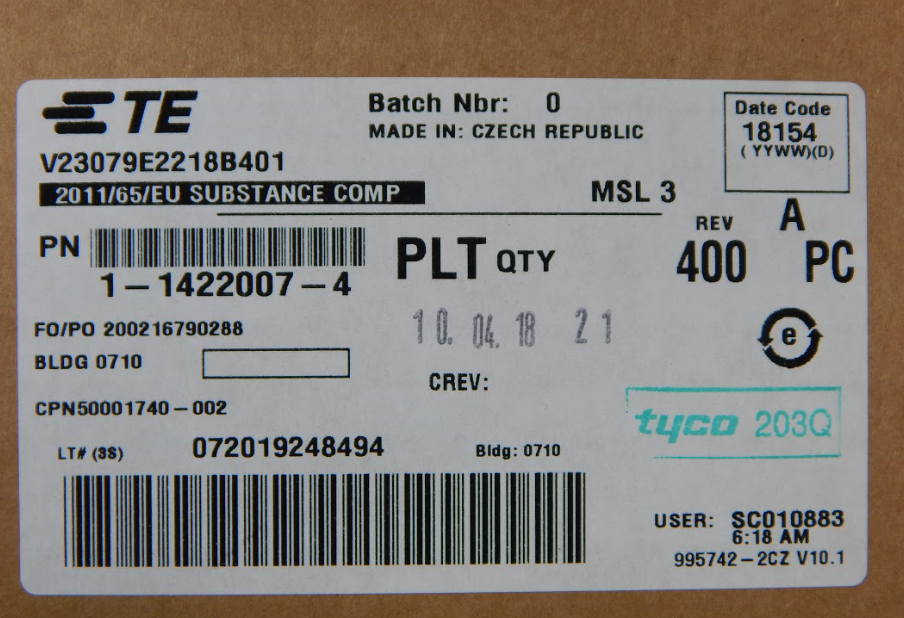 TE
Batch Nbr: 0
MADE IN: CZECH REPUBLIC
Date Code
18154
(YYWW)(D)
V23079E2218B401
2011/65/EU SUBSTANCE COMP
MSL 3
REV
A
PN
1-1422007-4
PLT QTY
400 PC
FO/PO 200216790288
10. 04. 18 21
e
BLDG 0710
CREV:
CPN50001740-002
tyco 203Q
LT# (3S) 072019248494
Bldg: 0710
USER: SC010883
6:18 AM
995742-2CZ V10.1